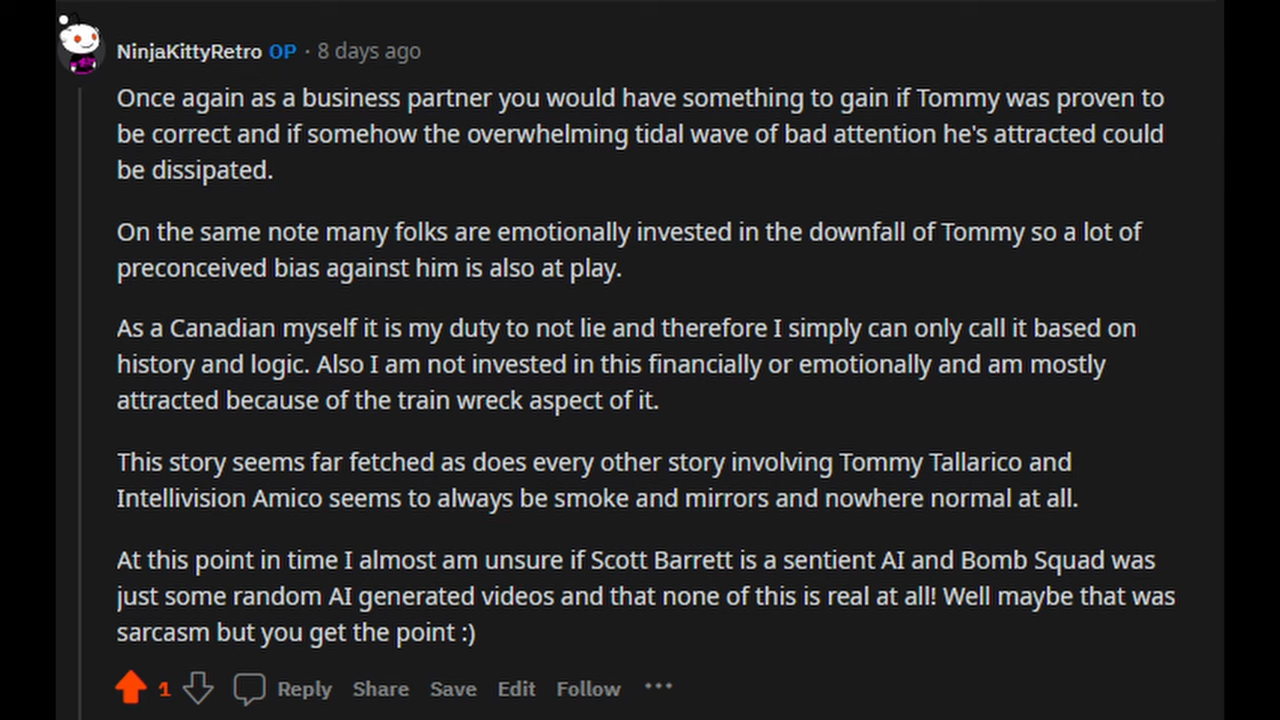 NinjaKittyRetro OP · 8 days ago
Once again as a business partner you would have something to gain if Tommy was proven to
be correct and if somehow the overwhelming tidal wave of bad attention he's attracted could
be dissipated.
On the same note many folks are emotionally invested in the downfall of Tommy so a lot of
preconceived bias against him is also at play.
As a Canadian myself it is my duty to not lie and therefore I simply can only call it based on
history and logic. Also I am not invested in this financially or emotionally and am mostly
attracted because of the train wreck aspect of it.
This story seems far fetched as does every other story involving Tommy Tallarico and
Intellivision Amico seems to always be smoke and mirrors and nowhere normal at all.
At this point in time I almost am unsure if Scott Barrett is a sentient AI and Bomb Squad was
just some random AI generated videos and that none of this is real at all! Well maybe that was
sarcasm but you get the point :)
1 Reply Share Save Edit Follow ···